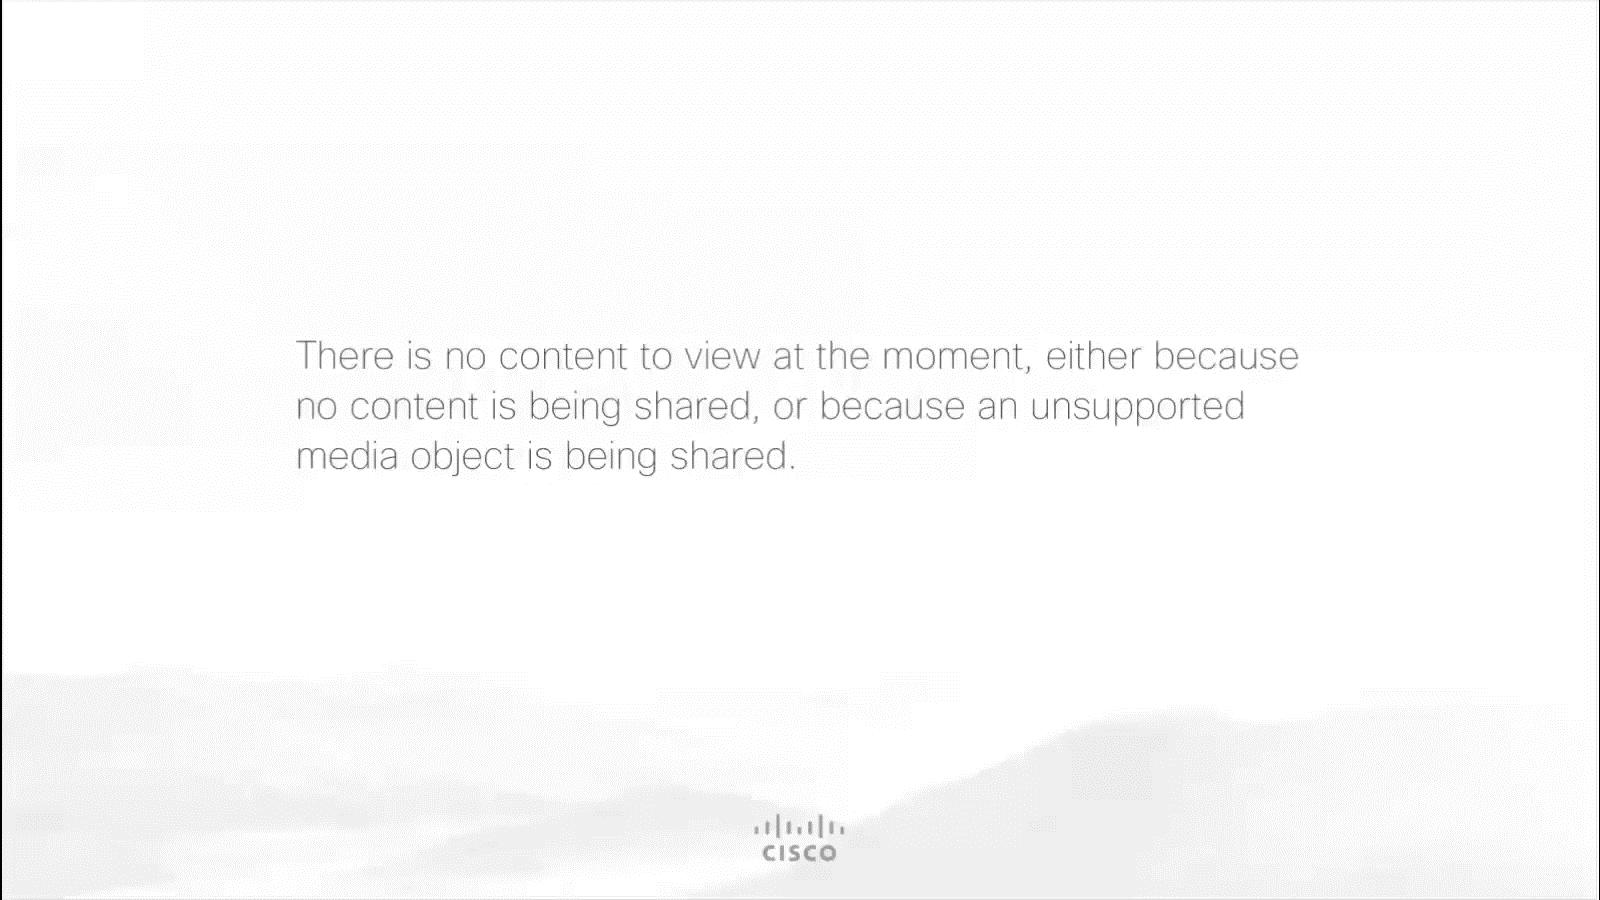 There is no content to view at the moment, either because
no content is being shared, or because an unsupported
media object is being shared.
CISCO